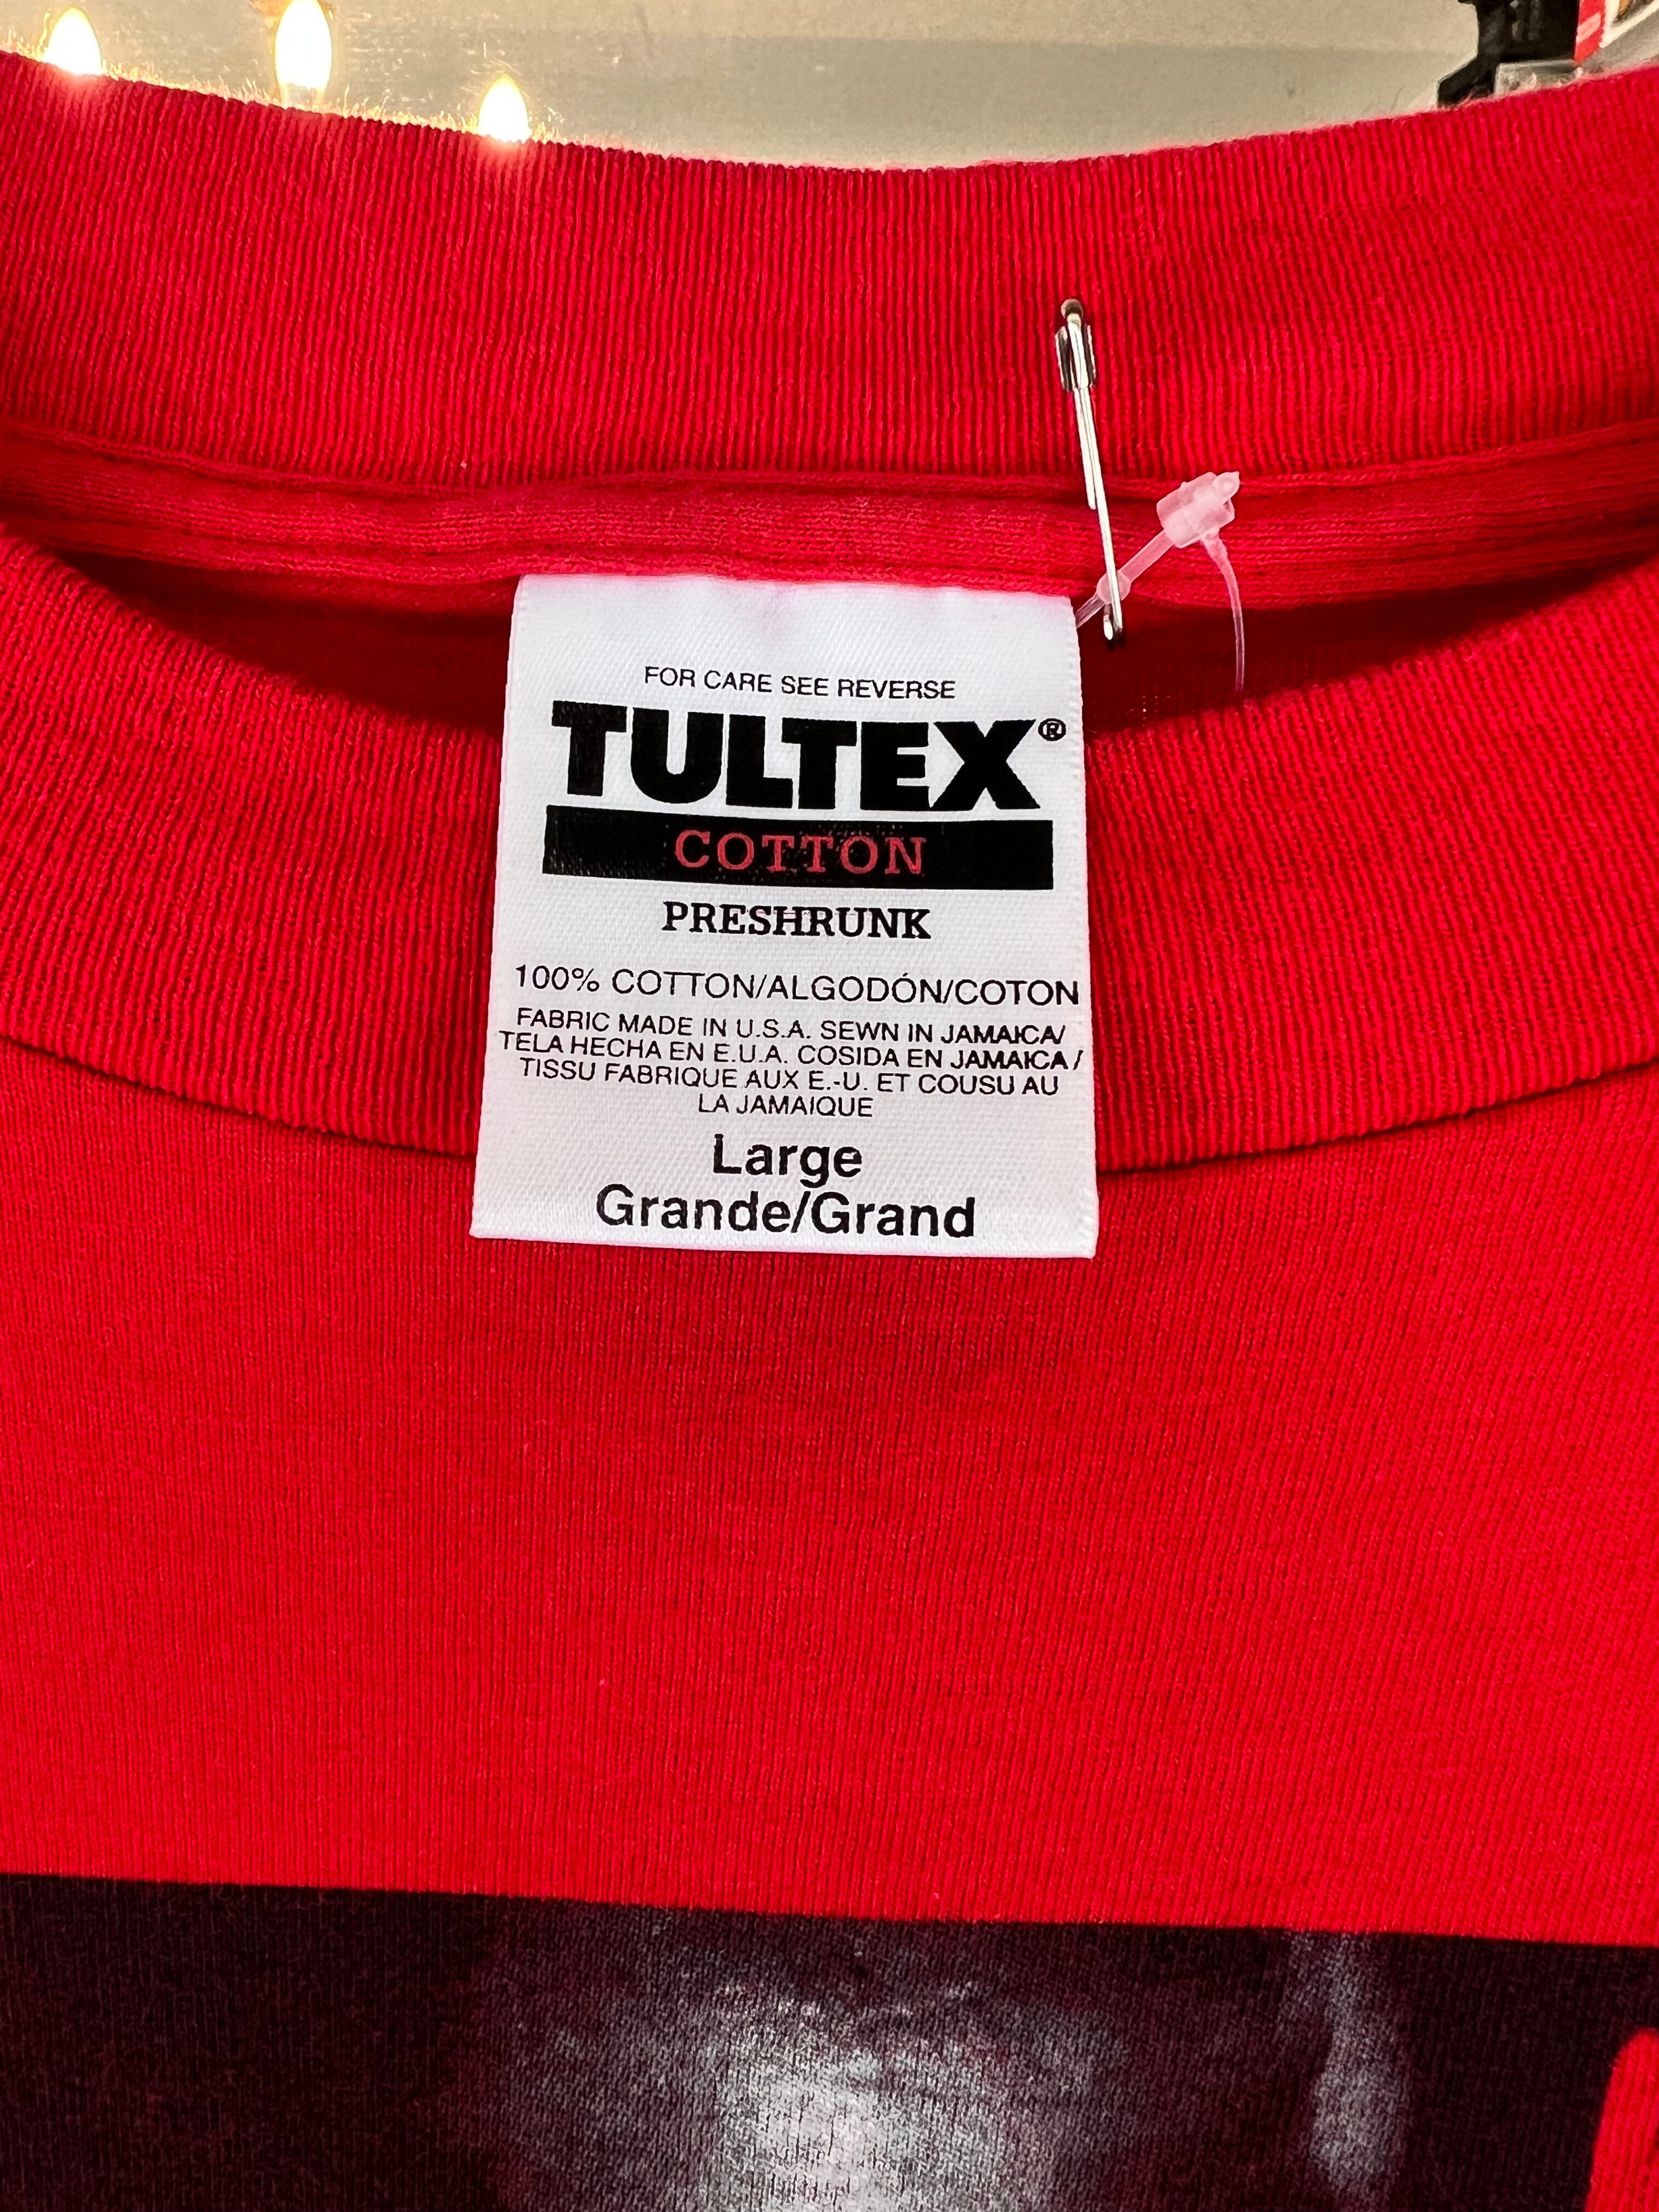 FOR CARE SEE REVERSE
TULTEX®
COTTON
PRESHRUNK
100% COTTON/ALGODÓN/COTON
FABRIC MADE IN U.S.A. SEWN IN JAMAICA/
TELA HECHA EN E.U.A. COSIDA EN JAMAICA/
TISSU FABRIQUE AUX E.-U. ET COUSU AU
LA JAMAIQUE
Large
Grande/Grand